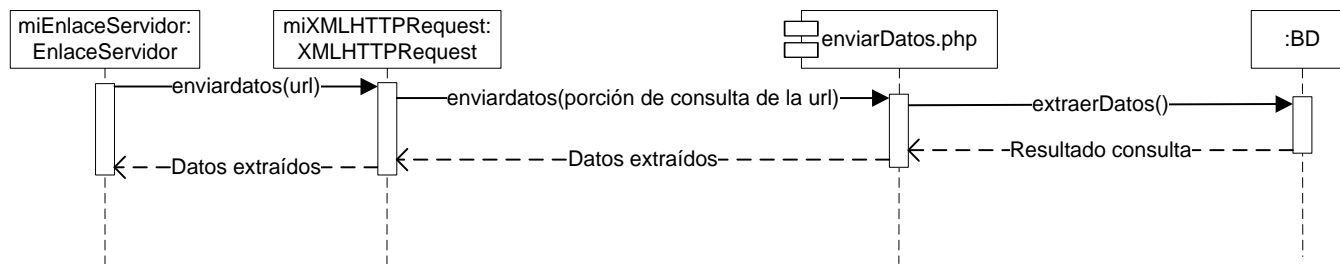 miEnlaceServidor:
EnlaceServidor
miXMLHTTPRequest:
XMLHTTPRequest
enviarDatos.php
:BD
enviardatos(url)
enviardatos(porción de consulta de la url)
extraerDatos()
Datos extraídos
Datos extraídos
Resultado consulta